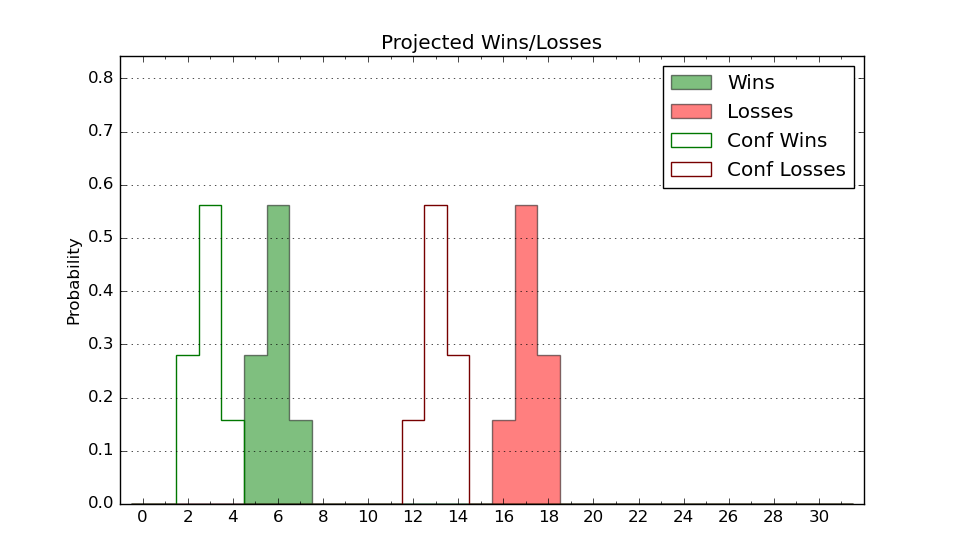 Projected Wins/Losses
Wins
Losses
Conf Wins
Conf Losses
Probability
0.8
0.7
0.6
0.5
0.4
0.3
0.2
0.1
0.0
0 2 4 6 8 10 12 14 16 18 20 22 24 26 28 30